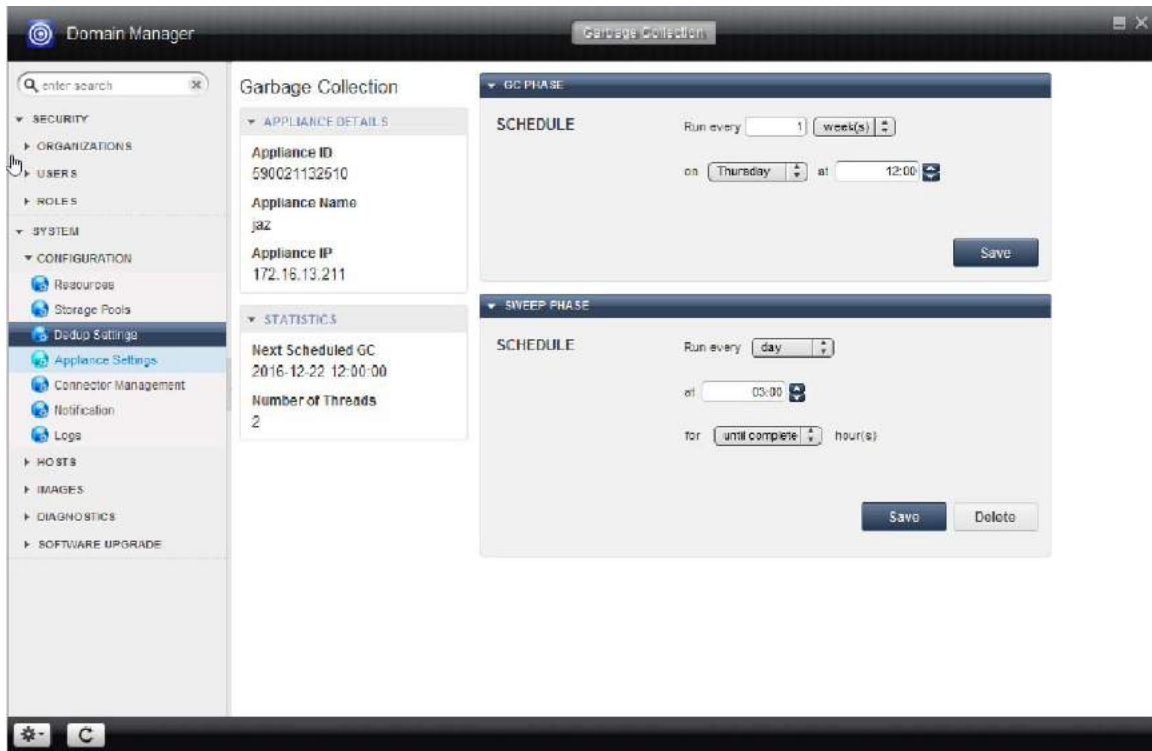 Domain Manager
Garbage Collection
enter search
SECURITY
ORGANIZATIONS
USERS
ROLES
SYSTEM
CONFIGURATION
Resources
Storage Pools
Dedup Settings
Appliance Settings
Connector Management
Notification
Logs
HOSTS
IMAGES
DIAGNOSTICS
SOFTWARE UPGRADE
Garbage Collection
APPLIANCE DETAILS
Appliance ID
590021132510
Appliance Name
jaz
Appliance IP
172.16.13.211
STATISTICS
Next Scheduled GC
2016-12-22 12:00:00
Number of Threads
2
GC PHASE
SCHEDULE Run every 1 week(s)
on Thursday at 12:00
Save
SWEEP PHASE
SCHEDULE Run every day
at 03:00
for until complete hour(s)
Save Delete